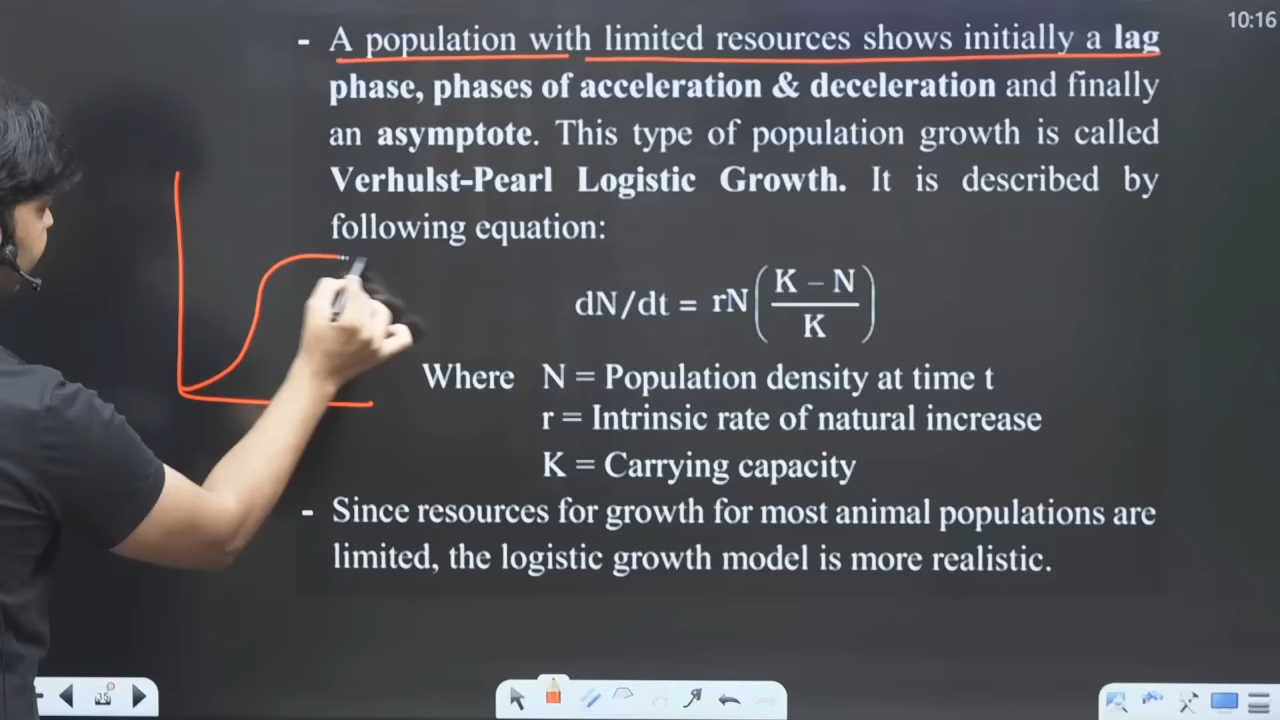 10:16
- A population with limited resources shows initially a lag
phase, phases of acceleration & deceleration and finally
an asymptote. This type of population growth is called
Verhulst-Pearl Logistic Growth. It is described by
following equation:
dN/dt = rN((K – N)/K)
Where N = Population density at time t
r = Intrinsic rate of natural increase
K = Carrying capacity
- Since resources for growth for most animal populations are
limited, the logistic growth model is more realistic.